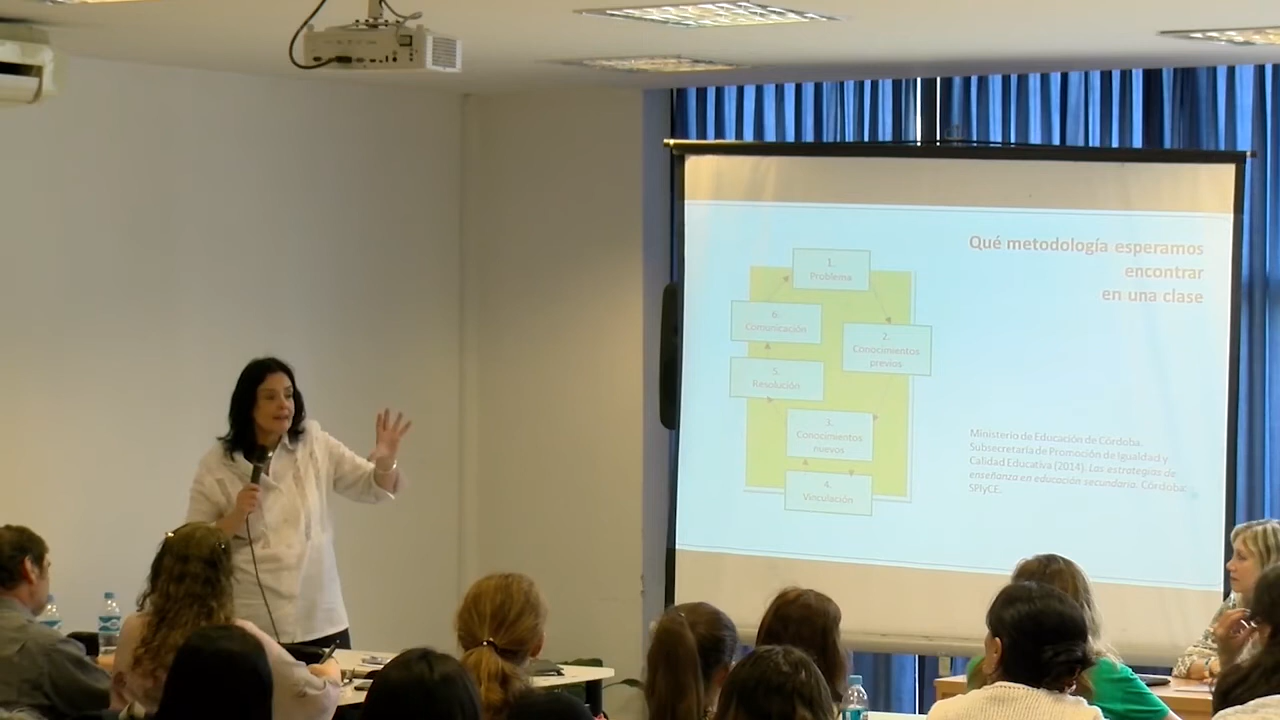 Qué metodología esperamos
encontrar
en una clase
1.
Problema
2.
Conocimientos
previos
3.
Conocimientos
nuevos
4.
Vinculación
5.
Resolución
6.
Comunicación
Ministerio de Educación de Córdoba.
Subsecretaría de Promoción de Igualdad y
Calidad Educativa (2014). Las estrategias de
enseñanza en educación secundaria. Córdoba:
SPIyCE.